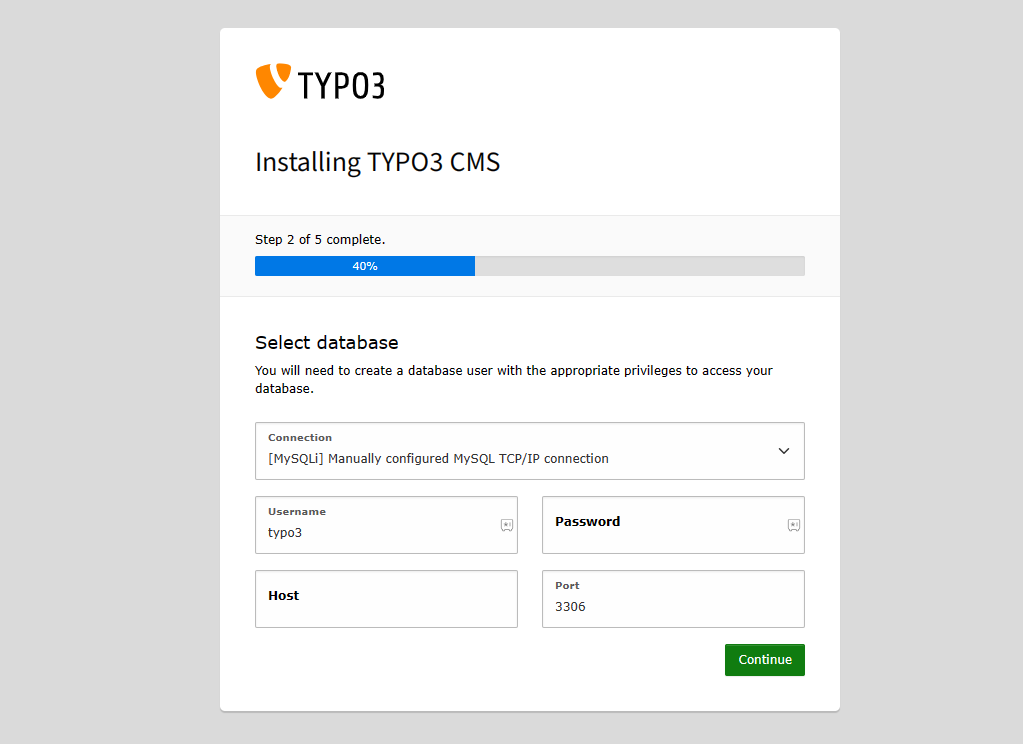 TYPO3
Installing TYPO3 CMS
Step 2 of 5 complete.
40%
Select database
You will need to create a database user with the appropriate privileges to access your
database.
Connection
[MySQLi] Manually configured MySQL TCP/IP connection
Username
typo3
Password
Host
Port
3306
Continue